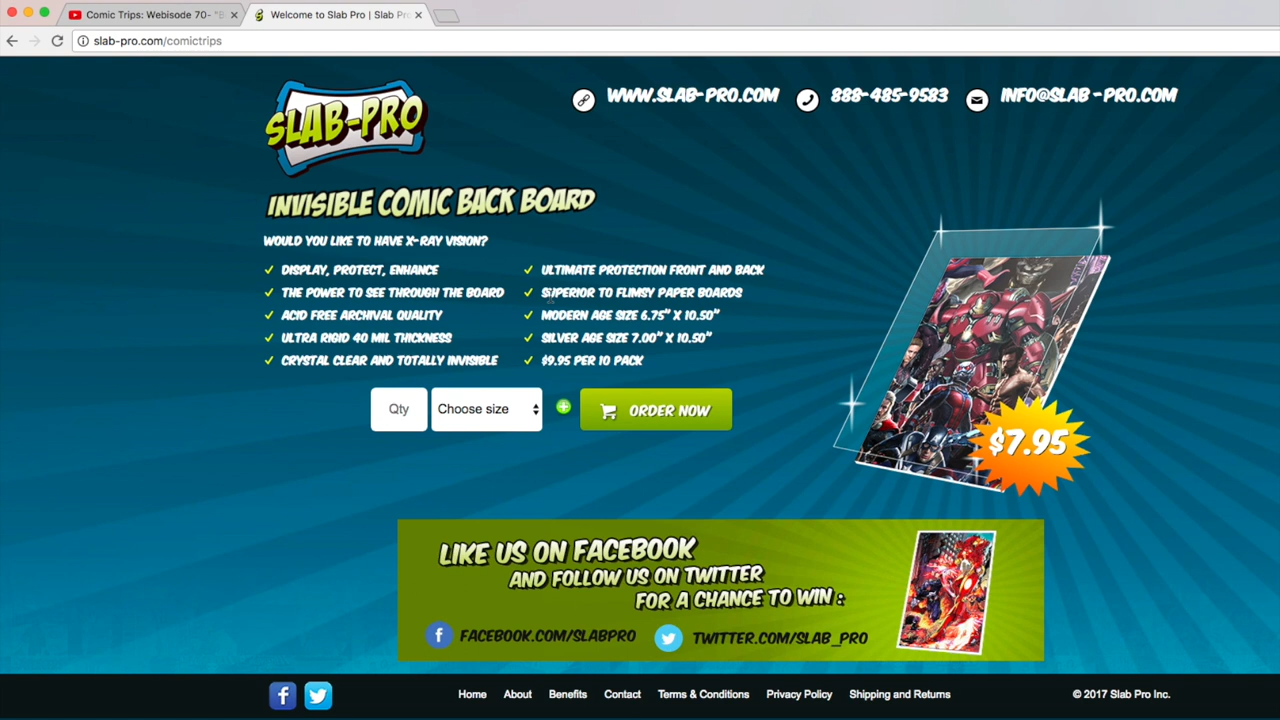 Comic Trips: Webisode 70- "B
Welcome to Slab Pro | Slab Pr
slab-pro.com/comictrips
SLAB-PRO
WWW.SLAB-PRO.COM
888-485-9583
INFO@SLAB-PRO.COM
INVISIBLE COMIC BACK BOARD
WOULD YOU LIKE TO HAVE X-RAY VISION?
DISPLAY, PROTECT, ENHANCE
THE POWER TO SEE THROUGH THE BOARD
ACID FREE ARCHIVAL QUALITY
ULTRA RIGID 40 MIL THICKNESS
CRYSTAL CLEAR AND TOTALLY INVISIBLE
ULTIMATE PROTECTION FRONT AND BACK
SUPERIOR TO FLIMSY PAPER BOARDS
MODERN AGE SIZE 6.75" X 10.50"
SILVER AGE SIZE 7.00" X 10.50"
$9.95 PER 10 PACK
Qty
Choose size
ORDER NOW
$7.95
LIKE US ON FACEBOOK
AND FOLLOW US ON TWITTER
FOR A CHANCE TO WIN :
FACEBOOK.COM/SLABPRO
TWITTER.COM/SLAB_PRO
Home About Benefits Contact Terms & Conditions Privacy Policy Shipping and Returns
© 2017 Slab Pro Inc.